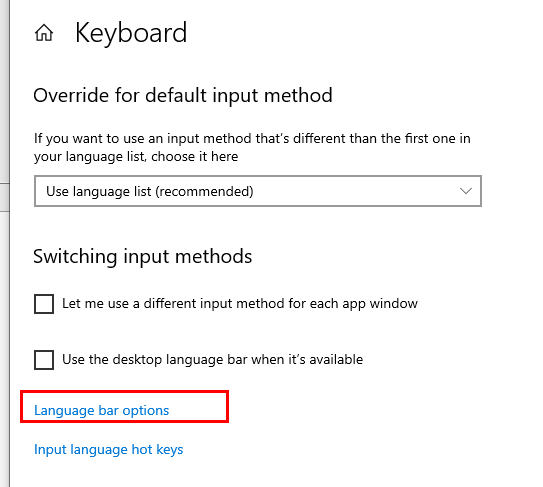 Keyboard
Override for default input method
If you want to use an input method that's different than the first one in
your language list, choose it here
Use language list (recommended)
Switching input methods
Let me use a different input method for each app window
Use the desktop language bar when it's available
Language bar options
Input language hot keys